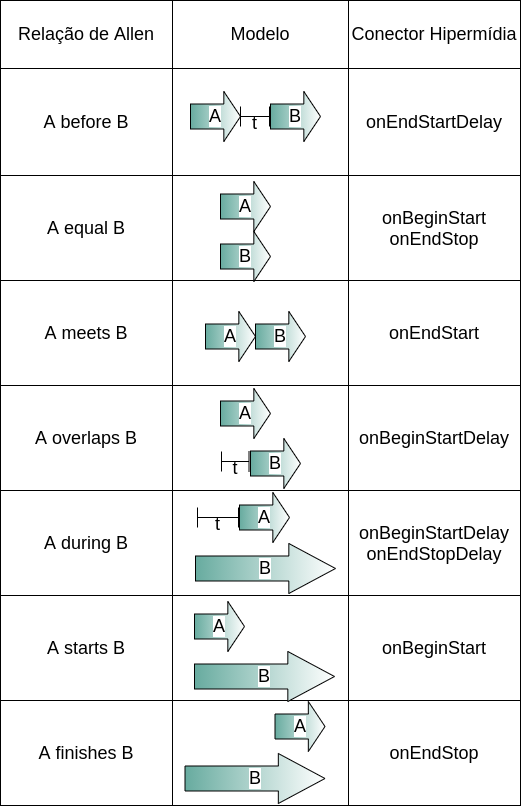 Relação de Allen Modelo Conector Hipermídia
A before B
A t B
onEndStartDelay
A equal B
A
B
onBeginStart
onEndStop
A meets B
A B
onEndStart
A overlaps B
A
t B
onBeginStartDelay
A during B
t A
B
onBeginStartDelay
onEndStopDelay
A starts B
A
B
onBeginStart
A finishes B
A
B
onEndStop